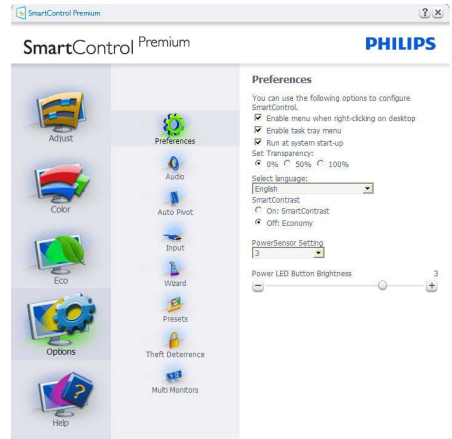 SmartControl Premium
SmartControl Premium
PHILIPS
Adjust
Color
Eco
Options
Help
Preferences
Audio
Auto Pivot
Input
Wizard
Presets
Theft Deterrence
Multi Monitors
Preferences
You can use the following options to configure
SmartControl.
Enable menu when right-clicking on desktop
Enable task tray menu
Run at system start-up
Set Transparency:
0% 50% 100%
Select language:
English
SmartContrast
On: SmartContrast
Off: Economy
PowerSensor Setting
3
Power LED Button Brightness 3